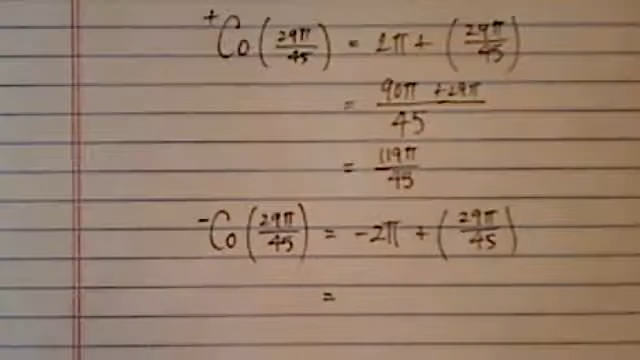 +Co(29π/45) = 2π + (29π/45)
= 90π + 29π/45
= 119π/45
-Co(29π/45) = -2π + (29π/45)
=